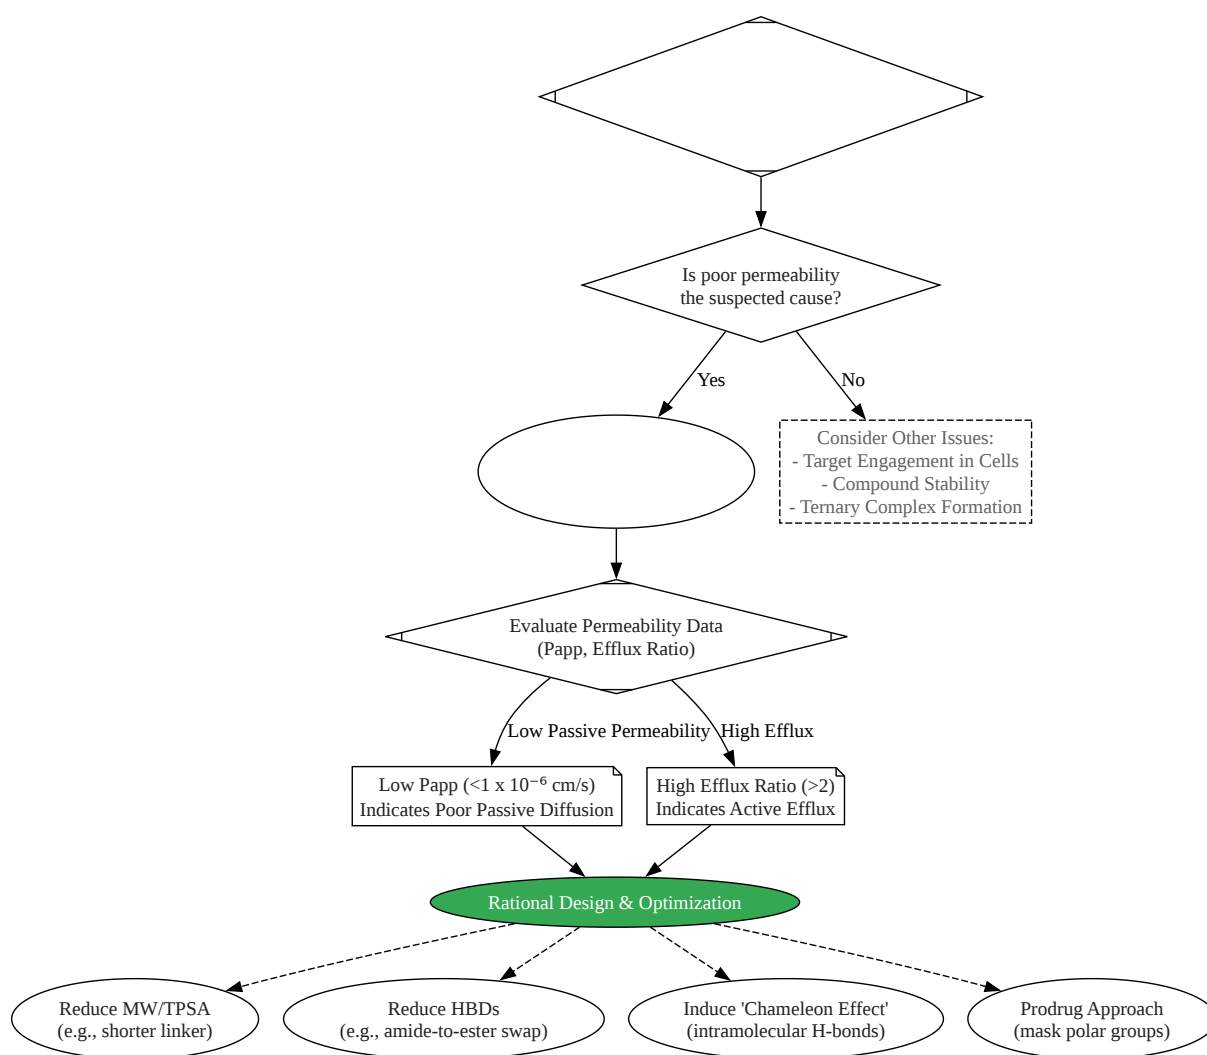 Is poor permeability
the suspected cause?
Yes
No
Consider Other Issues:
- Target Engagement in Cells
- Compound Stability
- Ternary Complex Formation
Evaluate Permeability Data
(Papp, Efflux Ratio)
Low Passive Permeability
High Efflux
Low Papp (<1 x 10⁻⁶ cm/s)
Indicates Poor Passive Diffusion
High Efflux Ratio (>2)
Indicates Active Efflux
Rational Design & Optimization
Reduce MW/TPSA
(e.g., shorter linker)
Reduce HBDs
(e.g., amide-to-ester swap)
Induce 'Chameleon Effect'
(intramolecular H-bonds)
Prodrug Approach
(mask polar groups)